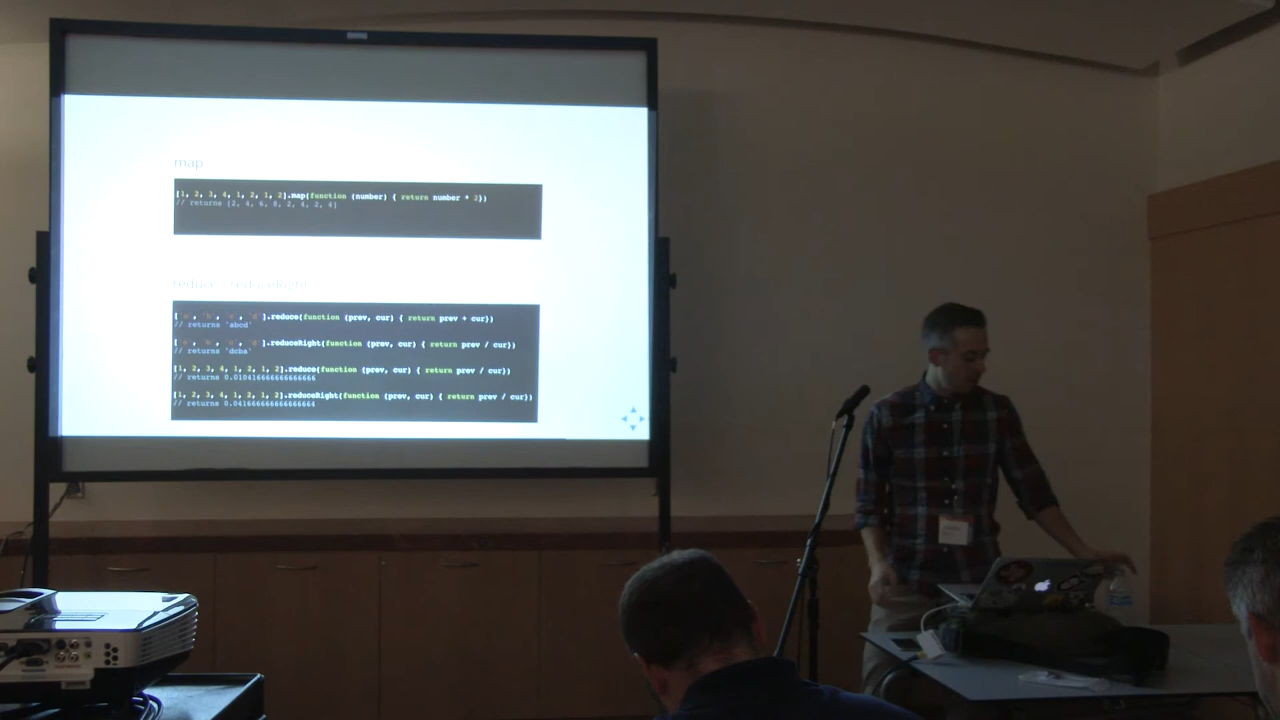 map
[1, 2, 3, 4, 1, 2, 1, 2].map(function (number) { return number * 2})
// returns [2, 4, 6, 8, 2, 4, 2, 4]
reduce / reduceRight
['a', 'b', 'c', 'd'].reduce(function (prev, cur) { return prev + cur})
// returns 'abcd'
['a', 'b', 'c', 'd'].reduceRight(function (prev, cur) { return prev / cur})
// returns 'dcba'
[1, 2, 3, 4, 1, 2, 1, 2].reduce(function (prev, cur) { return prev / cur})
// returns 0.010416666666666666
[1, 2, 3, 4, 1, 2, 1, 2].reduceRight(function (prev, cur) { return prev / cur})
// returns 0.041666666666666664